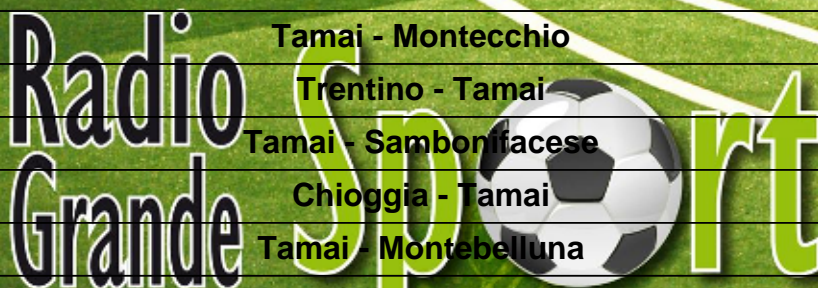 Radio
Grande
Sport
Tamai - Montecchio
Trentino - Tamai
Tamai - Sambonifacese
Chioggia - Tamai
Tamai - Montebelluna